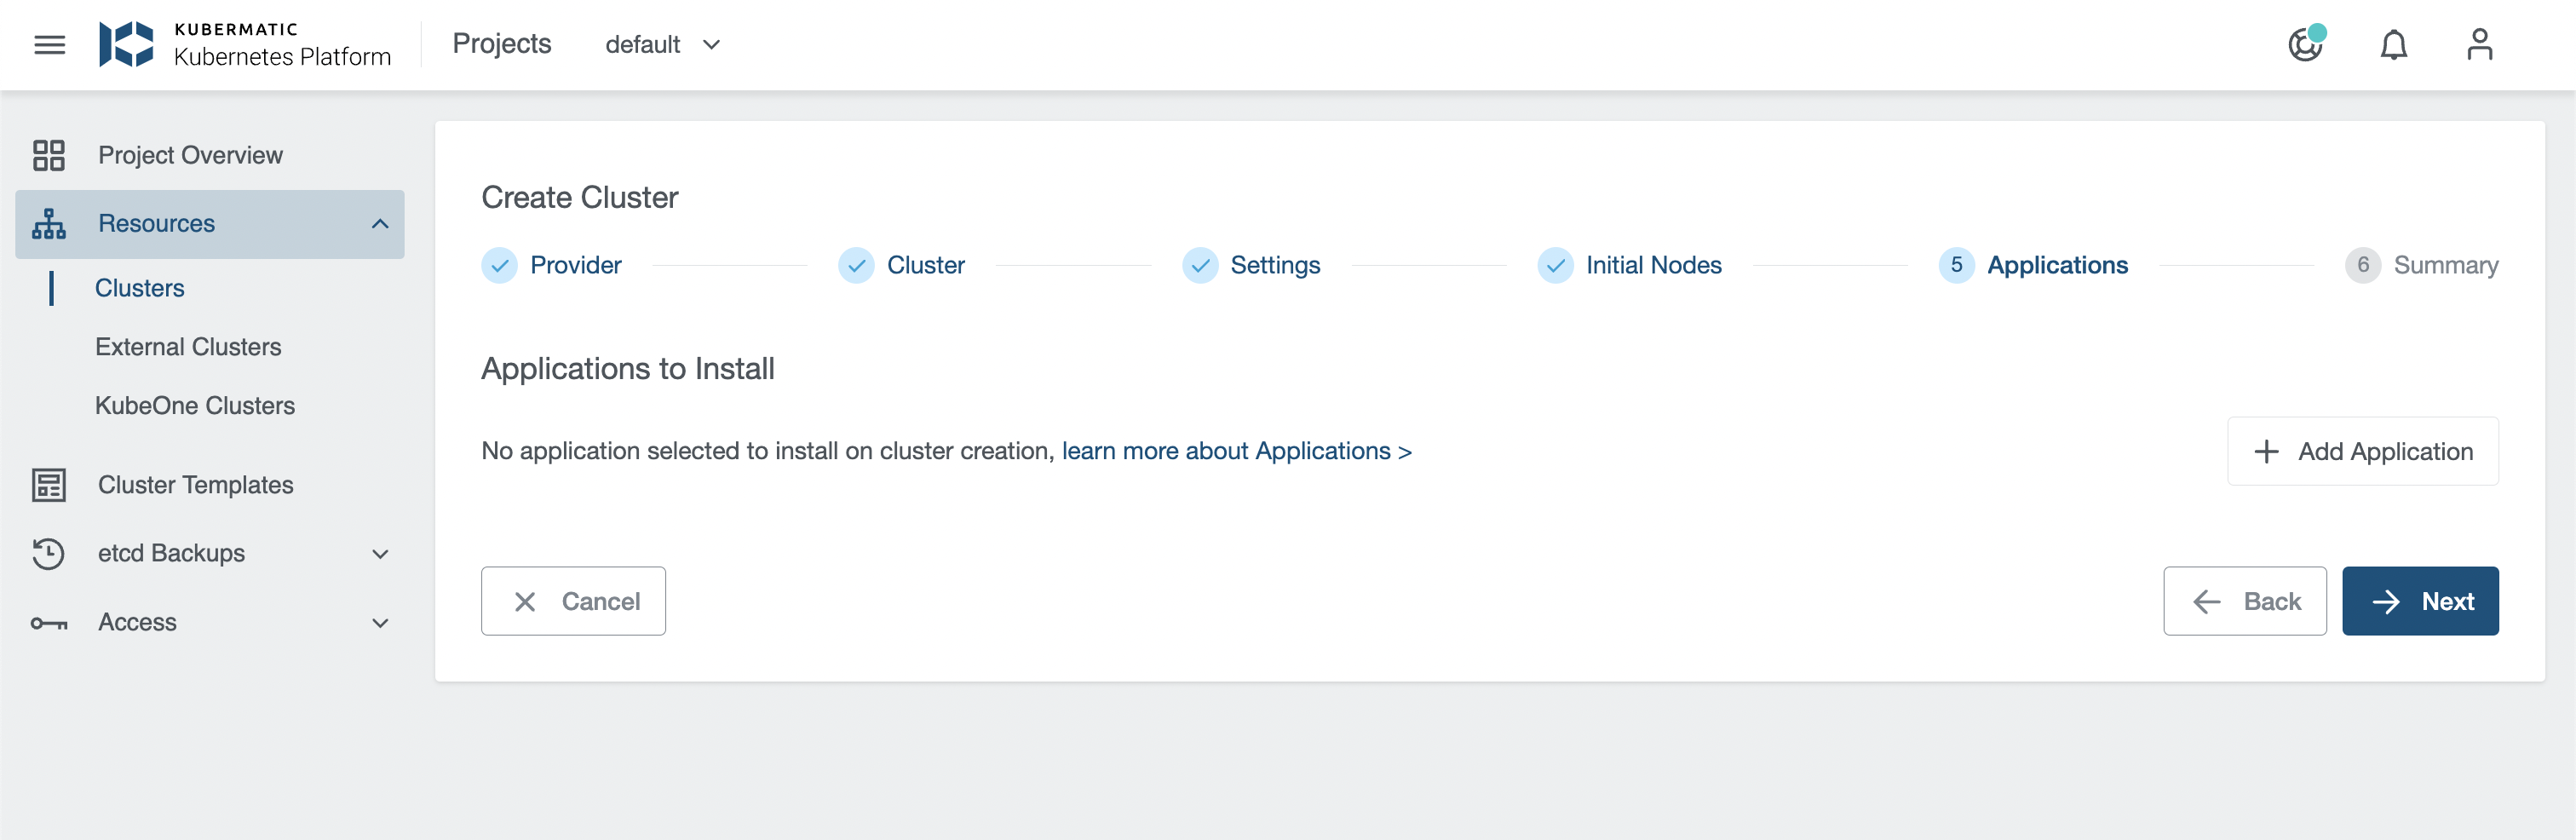 KUBERMATIC
Kubernetes Platform
Projects
default
Project Overview
Resources
Clusters
External Clusters
KubeOne Clusters
Cluster Templates
etcd Backups
Access
Create Cluster
Provider
Cluster
Settings
Initial Nodes
5 Applications
6 Summary
Applications to Install
No application selected to install on cluster creation, learn more about Applications >
Add Application
Cancel
Back
Next